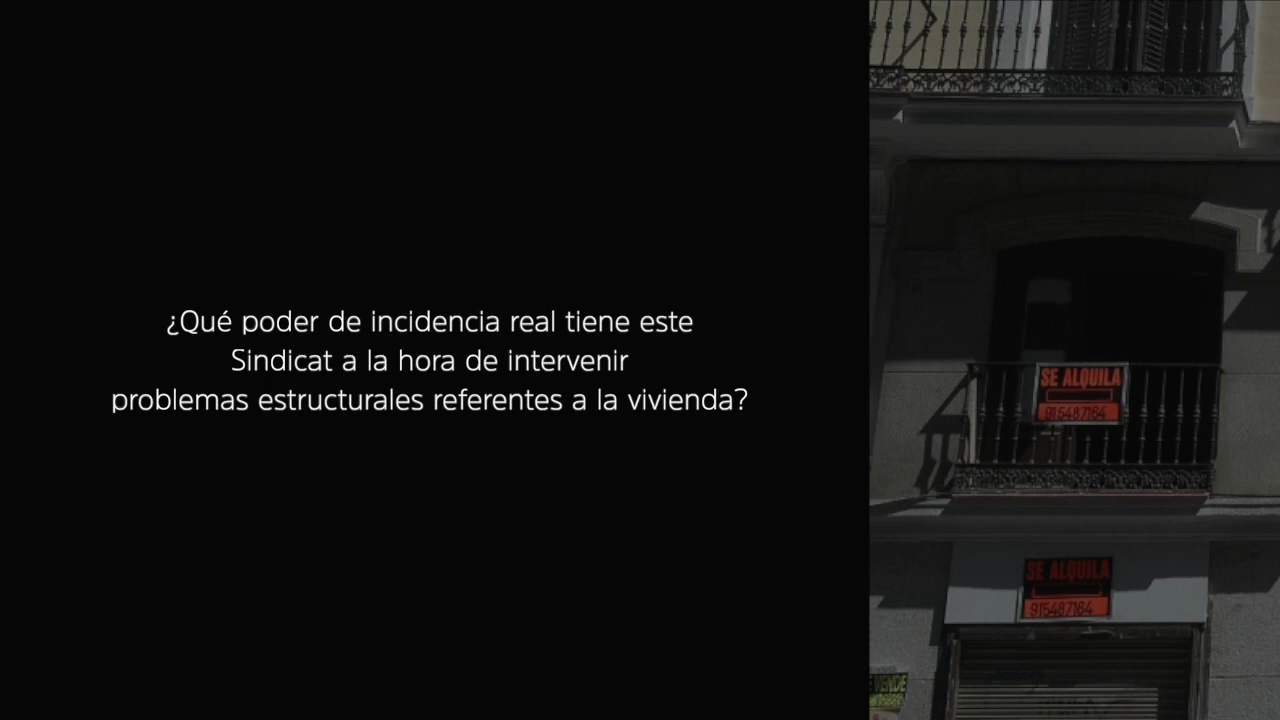 ¿Qué poder de incidencia real tiene este
Sindicat a la hora de intervenir
problemas estructurales referentes a la vivienda?
SE ALQUILA
915487164
SE ALQUILA
915487164
VENDE